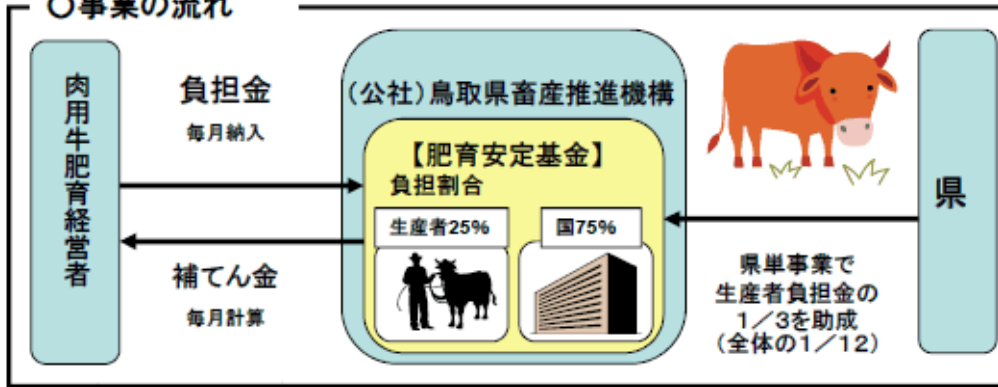 〇事業の流れ
肉用牛肥育経営者
負担金
毎月納入
補てん金
毎月計算
(公社)鳥取県畜産推進機構
【肥育安定基金】
負担割合
生産者25%
国75%
県
県単事業で
生産者負担金の
1/3を助成
(全体の1/12)